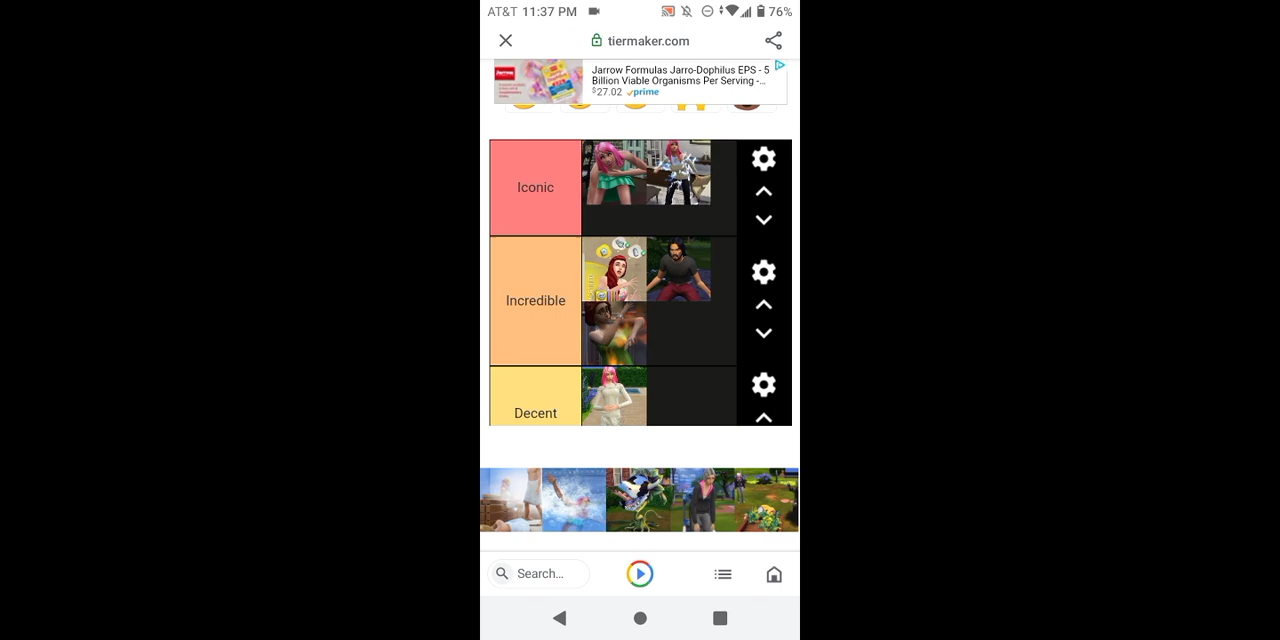 AT&T 11:37 PM 76%
tiermaker.com
Jarrow Formulas Jarro-Dophilus EPS - 5
Billion Viable Organisms Per Serving -...
$27.02 prime
Iconic
Incredible
Decent
Search...